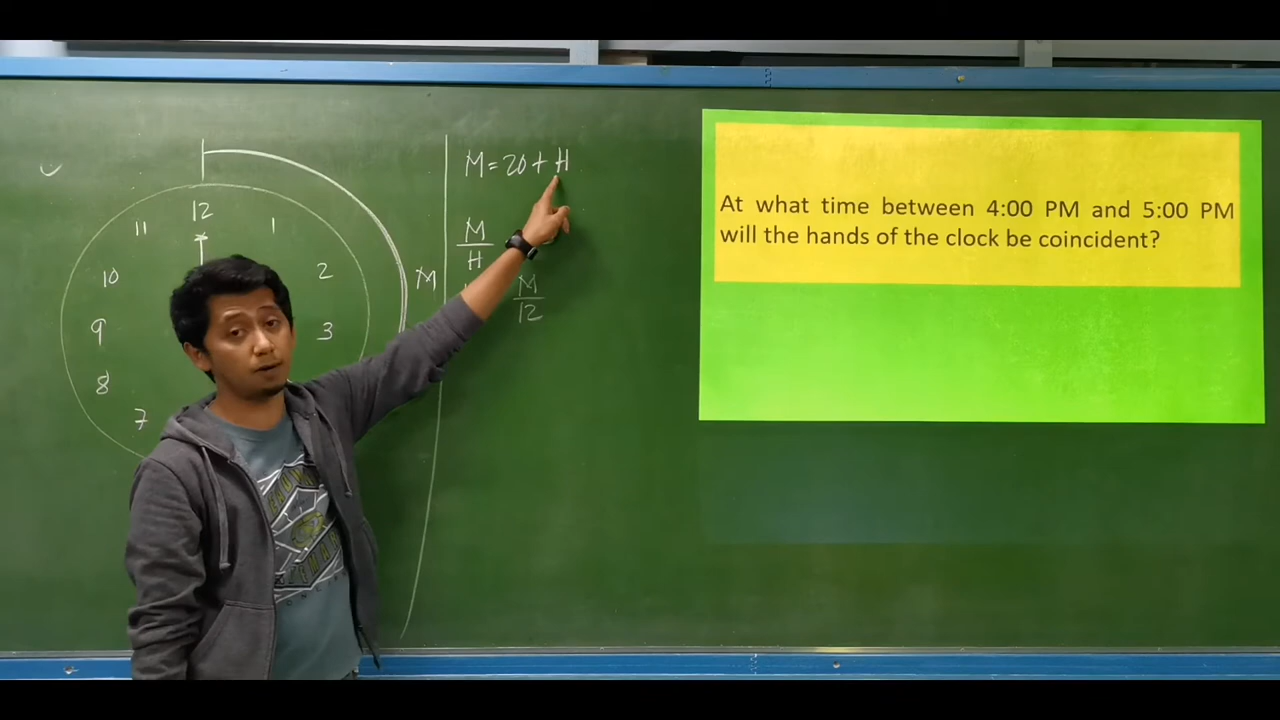 12
11
1
10
2
M
9
3
8
7
M = 20 + H
M
H
M
12
At what time between 4:00 PM and 5:00 PM
will the hands of the clock be coincident?